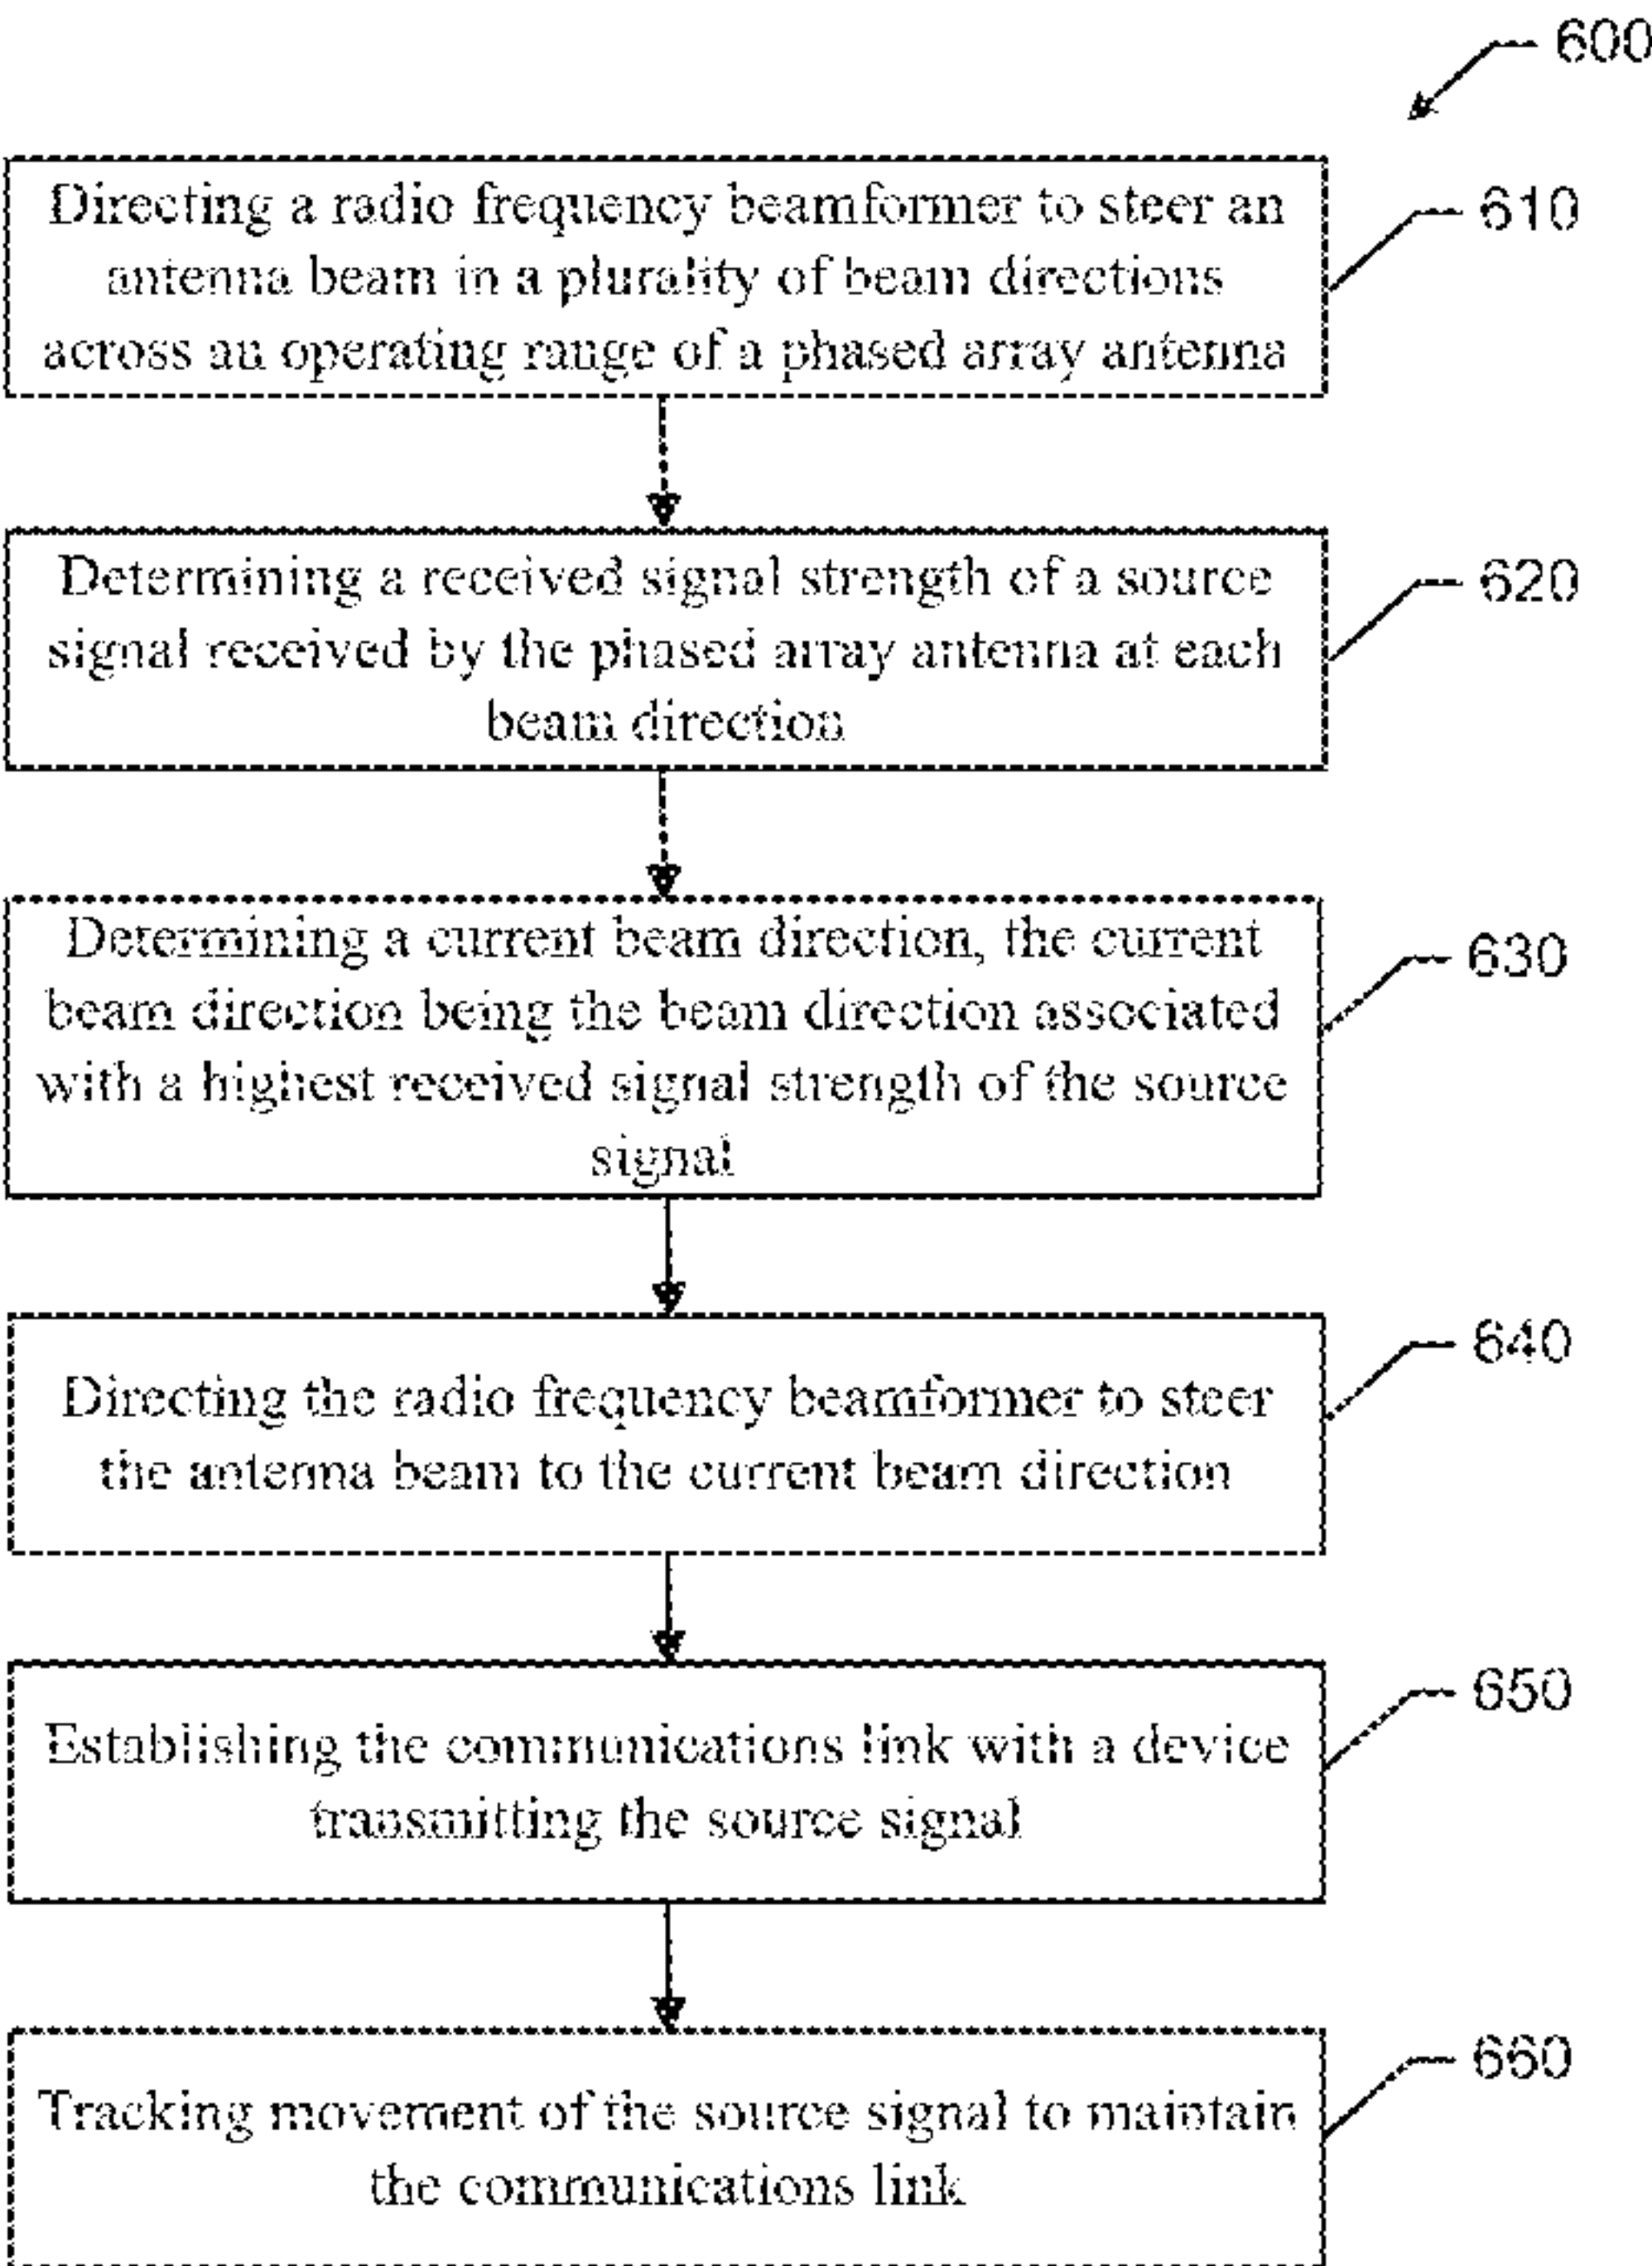 600
Directing a radio frequency beamformer to steer an
antenna beam in a plurality of beam directions
across an operating range of a phased array antenna
610
Determining a received signal strength of a source
signal received by the phased array antenna at each
beam direction
620
Determining a current beam direction, the current
beam direction being the beam direction associated
with a highest received signal strength of the source
signal
630
Directing the radio frequency beamformer to steer
the antenna beam to the current beam direction
640
Establishing the communications link with a device
transmitting the source signal
650
Tracking movement of the source signal to maintain
the communications link
660